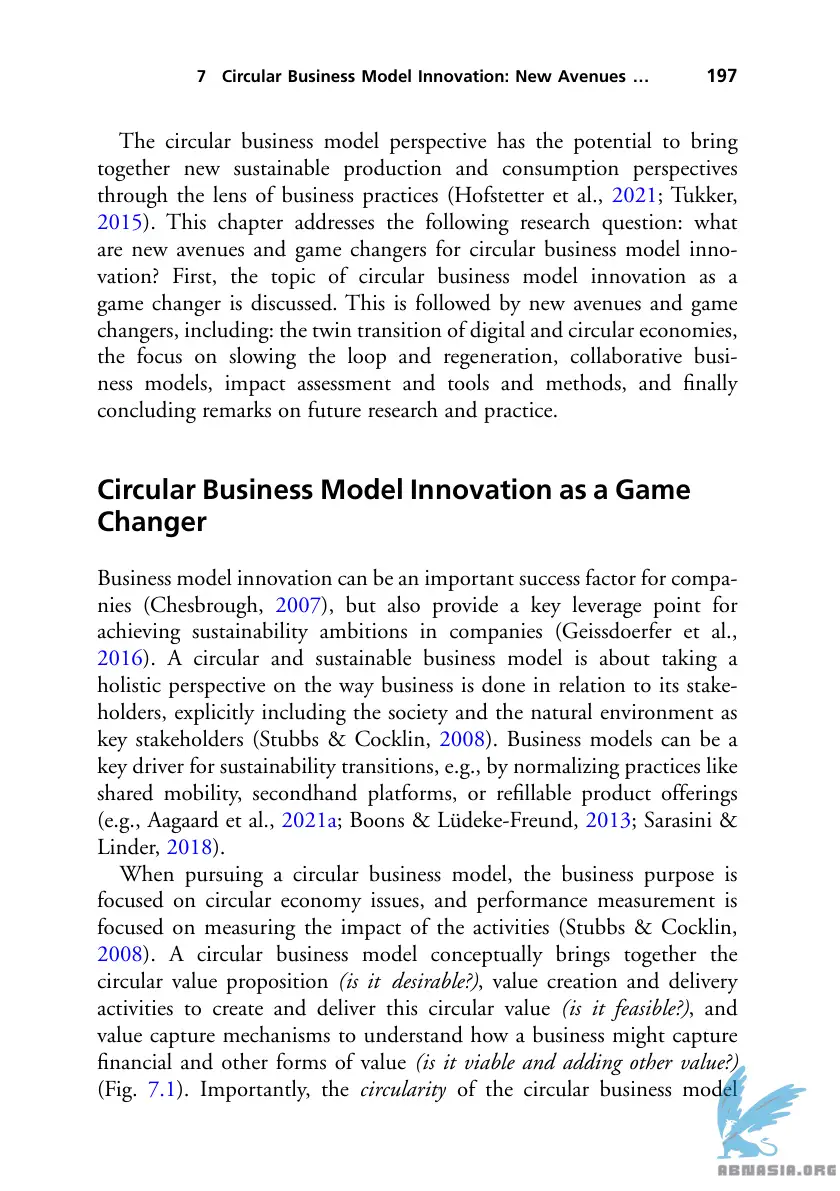 7 Circular Business Model Innovation: New Avenues … 197
The circular business model perspective has the potential to bring
together new sustainable production and consumption perspectives
through the lens of business practices (Hofstetter et al., 2021; Tukker,
2015). This chapter addresses the following research question: what
are new avenues and game changers for circular business model inno-
vation? First, the topic of circular business model innovation as a
game changer is discussed. This is followed by new avenues and game
changers, including: the twin transition of digital and circular economies,
the focus on slowing the loop and regeneration, collaborative busi-
ness models, impact assessment and tools and methods, and finally
concluding remarks on future research and practice.
Circular Business Model Innovation as a Game
Changer
Business model innovation can be an important success factor for compa-
nies (Chesbrough, 2007), but also provide a key leverage point for
achieving sustainability ambitions in companies (Geissdoerfer et al.,
2016). A circular and sustainable business model is about taking a
holistic perspective on the way business is done in relation to its stake-
holders, explicitly including the society and the natural environment as
key stakeholders (Stubbs & Cocklin, 2008). Business models can be a
key driver for sustainability transitions, e.g., by normalizing practices like
shared mobility, secondhand platforms, or refillable product offerings
(e.g., Aagaard et al., 2021a; Boons & Lüdeke-Freund, 2013; Sarasini &
Linder, 2018).
When pursuing a circular business model, the business purpose is
focused on circular economy issues, and performance measurement is
focused on measuring the impact of the activities (Stubbs & Cocklin,
2008). A circular business model conceptually brings together the
circular value proposition (is it desirable?), value creation and delivery
activities to create and deliver this circular value (is it feasible?), and
value capture mechanisms to understand how a business might capture
financial and other forms of value (is it viable and adding other value?)
(Fig. 7.1). Importantly, the circularity of the circular business model
ABNASIA.ORG